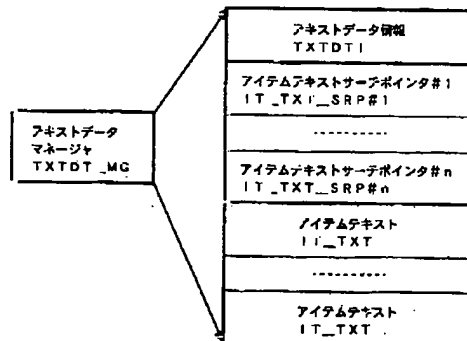 テキストデータ
マネージャ
TXTDT_MG
テキストデータ情報
TXTDTI
アイテムテキストサーチポインタ#1
IT_TXT_SRP#1
アイテムテキストサーチポインタ#n
IT_TXT_SRP#n
アイテムテキスト
IT_TXT
アイテムテキスト
IT_TXT